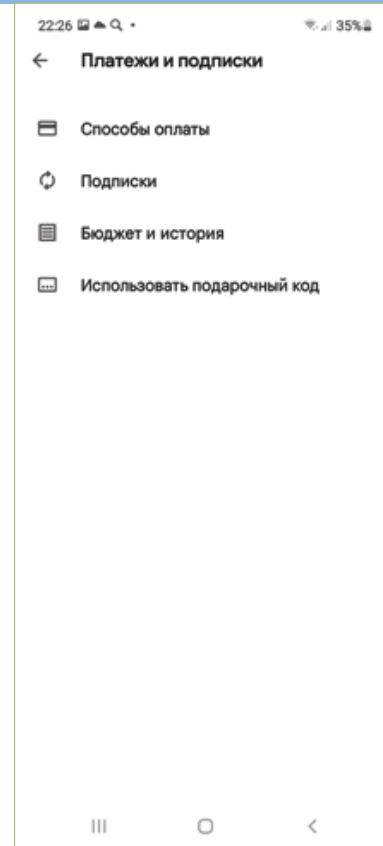 22:26 35%
Платежи и подписки
Способы оплаты
Подписки
Бюджет и история
Использовать подарочный код